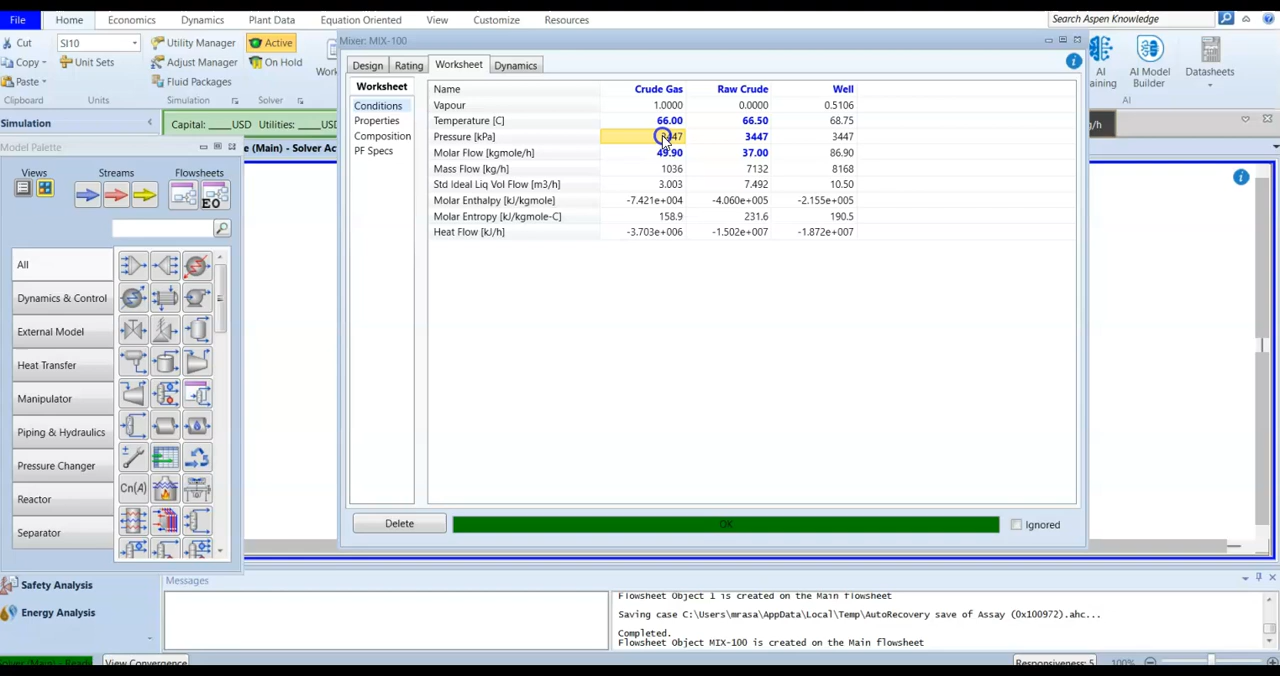 File Home Economics Dynamics Plant Data Equation Oriented View Customize Resources Search Aspen Knowledge
Cut SI10 Utility Manager Active
Copy Unit Sets Adjust Manager On Hold
Paste Fluid Packages
Clipboard Units Simulation Solver
AI AI Model Datasheets
Builder
AI
Simulation Capital: ____USD Utilities: ____USD
Model Palette
Views Streams Flowsheets
EO
All
Dynamics & Control
External Model
Heat Transfer
Manipulator
Piping & Hydraulics
Pressure Changer
Reactor
Separator
Cn(A)
Mixer: MIX-100
Design Rating Worksheet Dynamics
Worksheet
Conditions
Properties
Composition
PF Specs
Name Crude Gas Raw Crude Well
Vapour 1.0000 0.0000 0.5106
Temperature [C] 66.00 66.50 68.75
Pressure [kPa] 3447 3447
Molar Flow [kgmole/h] 49.90 37.00 86.90
Mass Flow [kg/h] 1036 7132 8168
Std Ideal Liq Vol Flow [m3/h] 3.003 7.492 10.50
Molar Enthalpy [kJ/kgmole] -7.421e+004 -4.060e+005 -2.155e+005
Molar Entropy [kJ/kgmole-C] 158.9 231.6 190.5
Heat Flow [kJ/h] -3.703e+006 -1.502e+007 -1.872e+007
Delete OK Ignored
Safety Analysis
Energy Analysis
Messages
Flowsheet Object 1 is created on the Main flowsheet
Saving case C:\Users\mrasa\AppData\Local\Temp\AutoRecovery save of Assay (0x100972).ahc...
Completed.
Flowsheet Object MIX-100 is created on the Main flowsheet
View Convergence Responsiveness: 5 100%